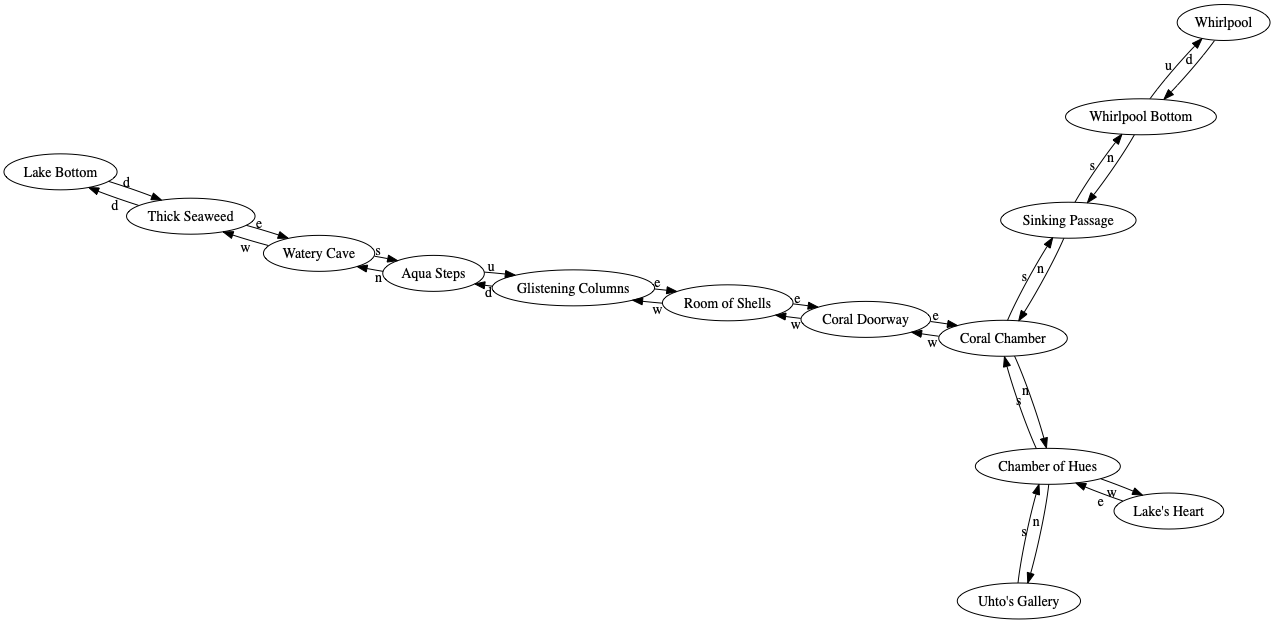 Whirlpool
u
d
Whirlpool Bottom
s
n
Lake Bottom
d
d
Thick Seaweed
e
w
Sinking Passage
Watery Cave
s
n
Aqua Steps
u
d
Glistening Columns
e
w
Room of Shells
e
w
Coral Doorway
e
w
s
n
Coral Chamber
n
s
Chamber of Hues
w
e
Lake's Heart
s
n
Uhto's Gallery